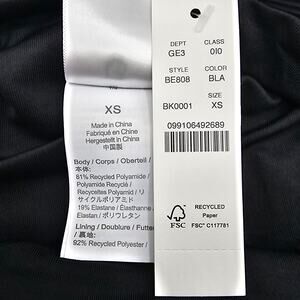 XS
Made in China
Fabriqué en Chine
Hergestellt in China
中国製
Body / Corps / Oberteil /
本体:
81% Recycled Polyamide /
Polyamide Recyclé /
Recyceltes Polyamid / リ
サイクルポリアミド
19% Elastane / Élasthanne /
Elastan / ポリウレタン
Lining / Doublure / Futter
/ 裏地:
92% Recycled Polyester /
DEPT CLASS
GE3 010
STYLE COLOR
BE808 BLA
SIZE
BK0001 XS
099106492689
FSC
RECYCLED
Paper
FSC® C117781